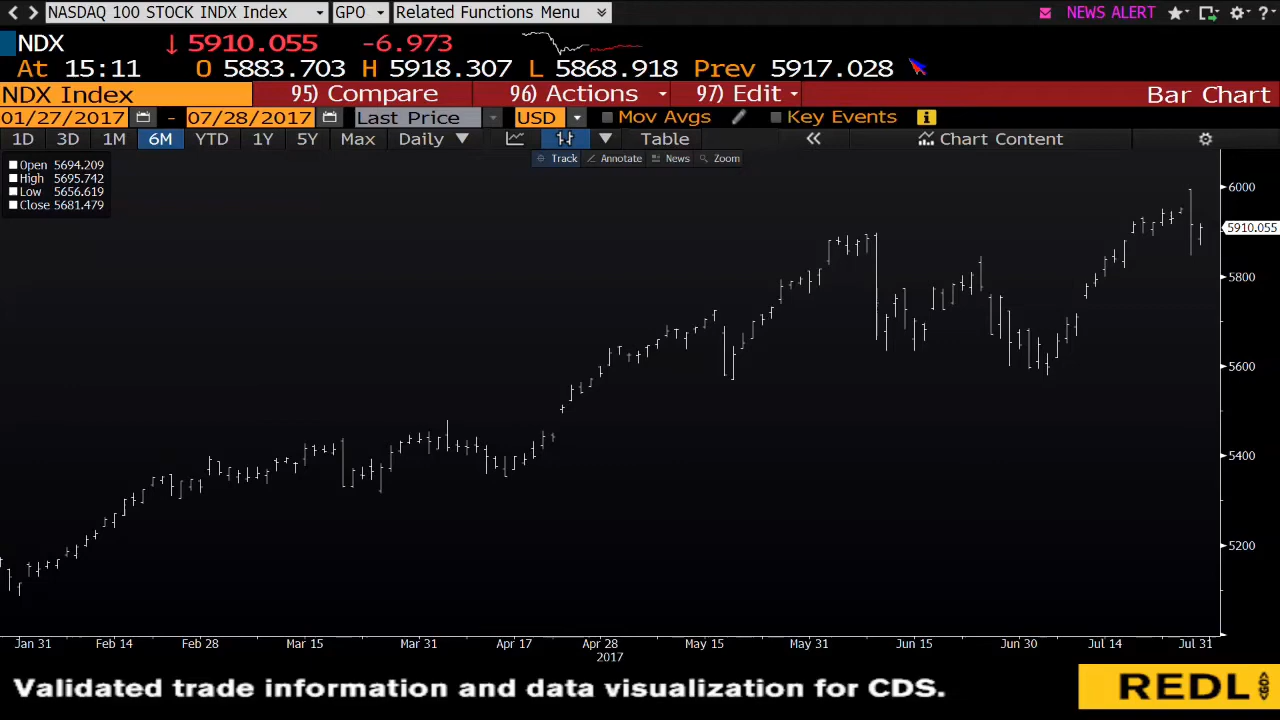 NASDAQ 100 STOCK INDX Index GPO Related Functions Menu NEWS ALERT ?
NDX ↓ 5910.055 -6.973
At 15:11 O 5883.703 H 5918.307 L 5868.918 Prev 5917.028
NDX Index 95) Compare 96) Actions 97) Edit Bar Chart
01/27/2017 - 07/28/2017 Last Price USD Mov Avgs Key Events i
1D 3D 1M 6M YTD 1Y 5Y Max Daily ▼ Table « Chart Content
Track Annotate News Zoom
Open 5694.209
High 5695.742
Low 5656.619
Close 5681.479
6000
5910.055
5800
5600
5400
5200
Jan 31 Feb 14 Feb 28 Mar 15 Mar 31 Apr 17 Apr 28 May 15 May 31 Jun 15 Jun 30 Jul 14 Jul 31
2017
Validated trade information and data visualization for CDS.
REDL